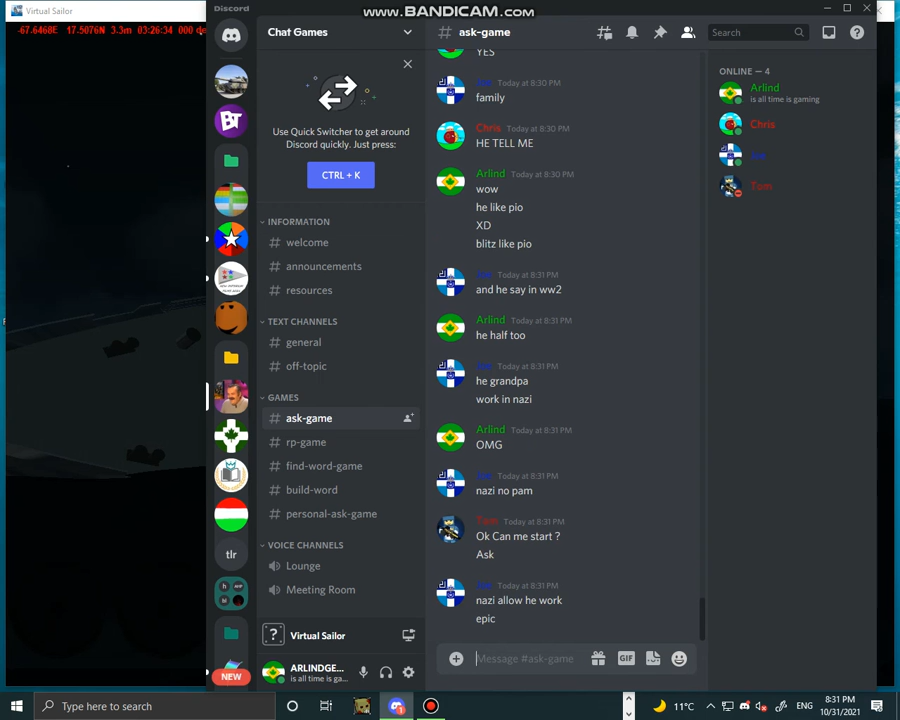 Virtual Sailor
-67.6468E 17.5076N 3.3m 03:26:34 000 de
www.BANDICAM.com
Discord
Chat Games
ask-game
Search
Use Quick Switcher to get around
Discord quickly. Just press:
CTRL + K
INFORMATION
welcome
announcements
resources
TEXT CHANNELS
general
off-topic
GAMES
ask-game
rp-game
find-word-game
build-word
personal-ask-game
VOICE CHANNELS
Lounge
Meeting Room
Virtual Sailor
ARLINDGE...
is all time is ga...
BT
tlr
NEW
YES
Today at 8:30 PM
family
Chris Today at 8:30 PM
HE TELL ME
Arlind Today at 8:30 PM
wow
he like pio
XD
blitz like pio
Today at 8:31 PM
and he say in ww2
Arlind Today at 8:31 PM
he half too
Today at 8:31 PM
he grandpa
work in nazi
Arlind Today at 8:31 PM
OMG
Today at 8:31 PM
nazi no pam
Tom Today at 8:31 PM
Ok Can me start ?
Ask
Today at 8:31 PM
nazi allow he work
epic
Message #ask-game
GIF
ONLINE — 4
Arlind
is all time is gaming
Chris
Tom
Type here to search
11°C
ENG
8:31 PM
10/31/2021